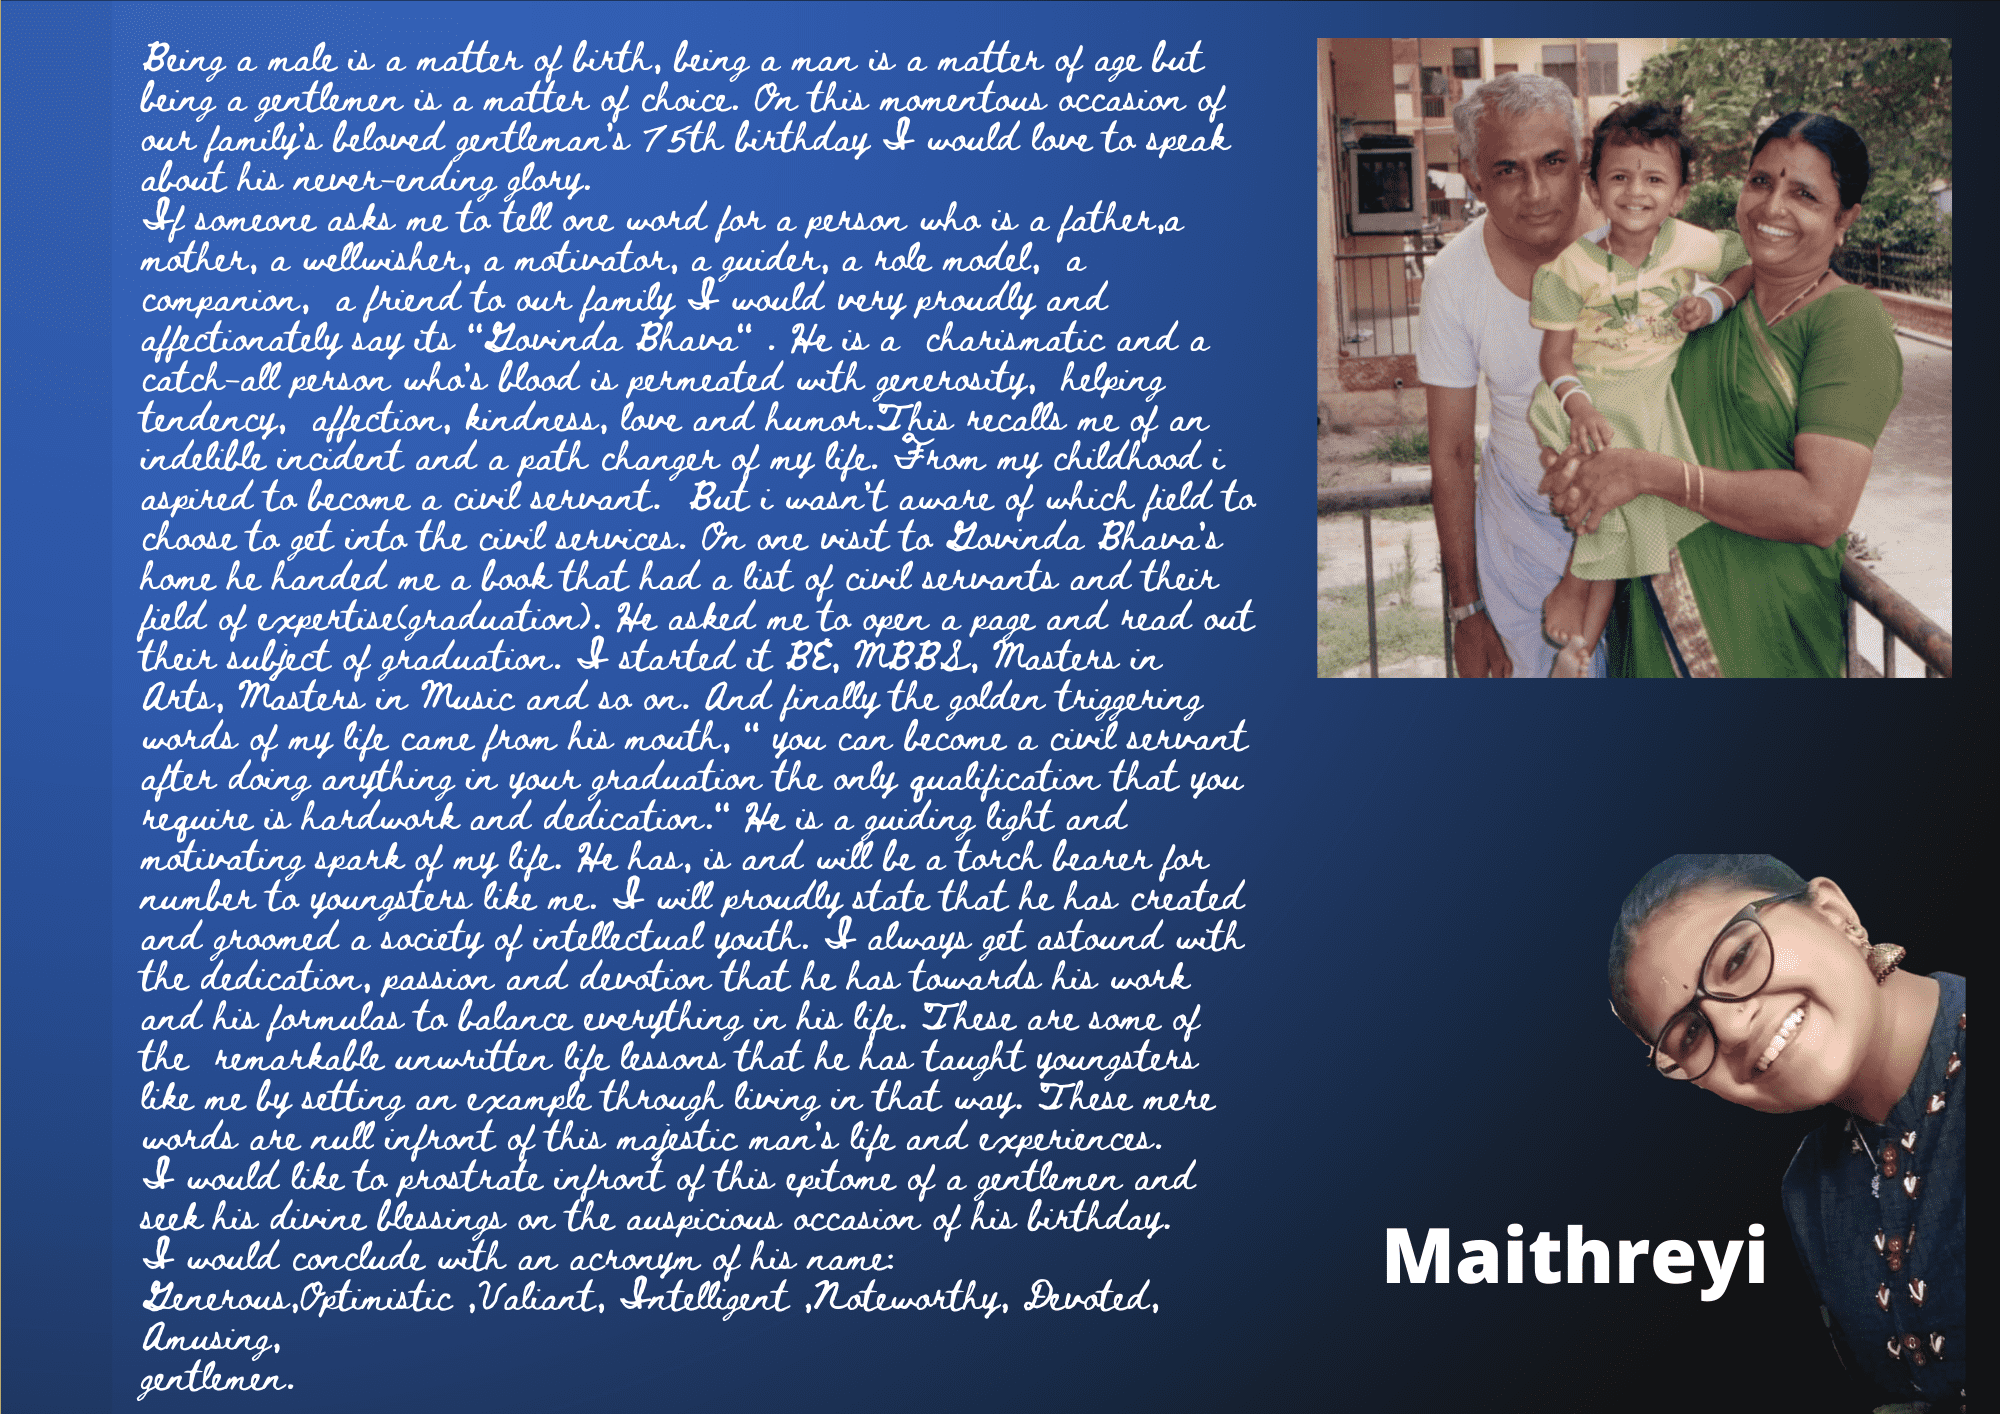 Being a male is a matter of birth, being a man is a matter of age but
being a gentlemen is a matter of choice. On this momentous occasion of
our family's beloved gentleman's 75th birthday I would love to speak
about his never-ending glory.
If someone asks me to tell one word for a person who is a father,a
mother, a wellwisher, a motivator, a guider, a role model,  a
companion,  a friend to our family I would very proudly and
affectionately say its "Govinda Bhava" . He is a  charismatic and a
catch-all person who's blood is permeated with generosity,  helping
tendency,  affection, kindness, love and humor.This recalls me of an
indelible incident and a path changer of my life. From my childhood i
aspired to become a civil servant.  But i wasn't aware of which field to
choose to get into the civil services. On one visit to Govinda Bhava's
home he handed me a book that had a list of civil servants and their
field of expertise(graduation). He asked me to open a page and read out
their subject of graduation. I started it BE, MBBS, Masters in
Arts, Masters in Music and so on. And finally the golden triggering
words of my life came from his mouth, " you can become a civil servant
after doing anything in your graduation the only qualification that you
require is hardwork and dedication." He is a guiding light and
motivating spark of my life. He has, is and will be a torch bearer for
number to youngsters like me. I will proudly state that he has created
and groomed a society of intellectual youth. I always get astound with
the dedication, passion and devotion that he has towards his work
and his formulas to balance everything in his life. These are some of
the  remarkable unwritten life lessons that he has taught youngsters
like me by setting an example through living in that way. These mere
words are null infront of this majestic man's life and experiences.
I would like to prostrate infront of this epitome of a gentlemen and
seek his divine blessings on the auspicious occasion of his birthday.
I would conclude with an acronym of his name:
Generous,Optimistic ,Valiant, Intelligent ,Noteworthy, Devoted,
Amusing,
gentlemen.
Maithreyi